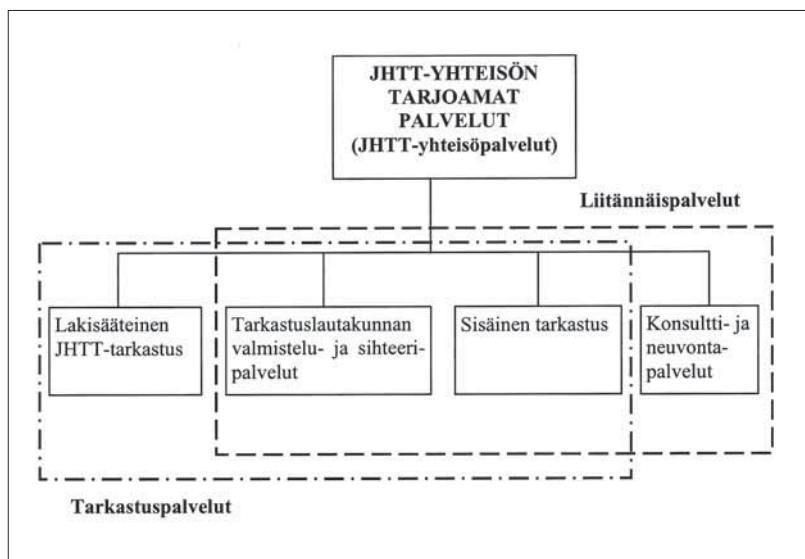 JHTT-YHTEISÖN
TARJOAMAT
PALVELUT
(JHTT-yhteisöpalvelut)
Liitännäispalvelut
Lakisääteinen
JHTT-tarkastus
Tarkastuslautakunnan
valmistelu- ja sihteeri-
palvelut
Sisäinen tarkastus
Konsultti- ja
neuvonta-
palvelut
Tarkastuspalvelut